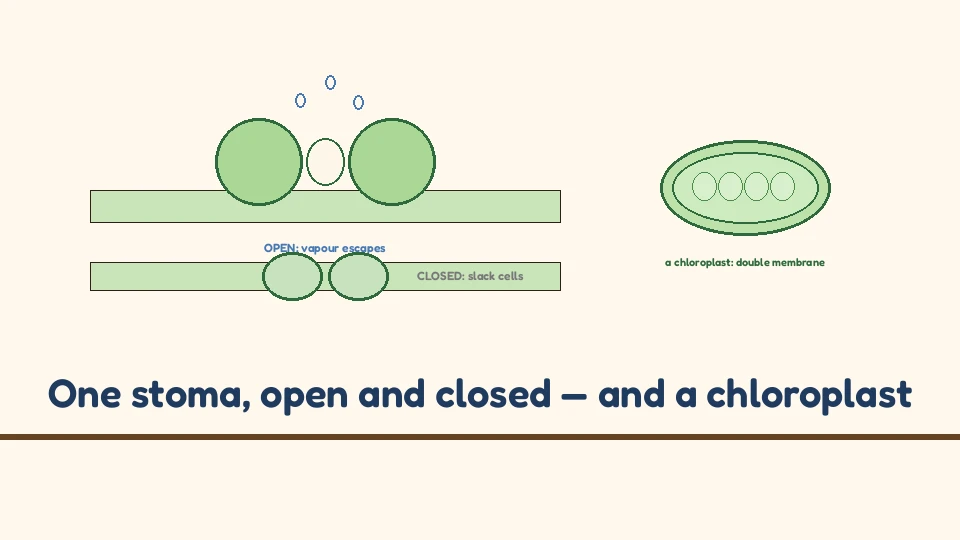 OPEN: vapour escapes
a chloroplast: double membrane
CLOSED: slack cells
One stoma, open and closed — and a chloroplast